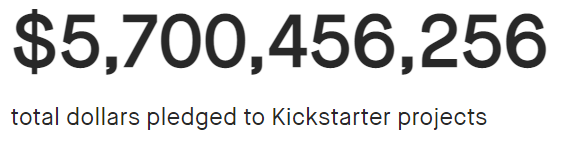 $5,700,456,256
total dollars pledged to Kickstarter projects